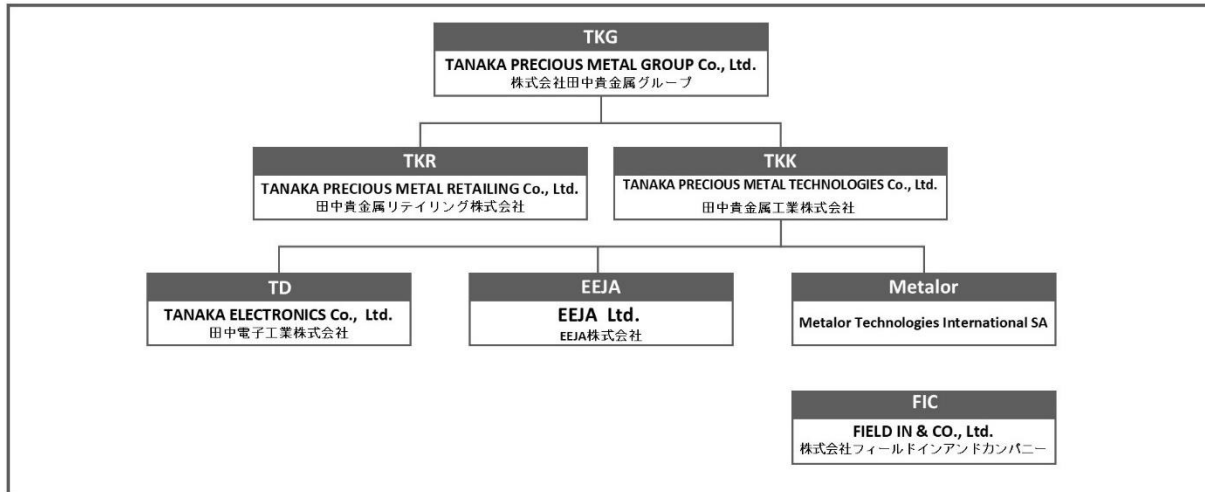 TKG
TANAKA PRECIOUS METAL GROUP Co., Ltd.
株式会社田中貴金属グループ
TKR
TANAKA PRECIOUS METAL RETAILING Co., Ltd.
田中貴金属リテイリング株式会社
TKK
TANAKA PRECIOUS METAL TECHNOLOGIES Co., Ltd.
田中貴金属工業株式会社
TD
TANAKA ELECTRONICS Co., Ltd.
田中電子工業株式会社
EEJA
EEJA Ltd.
EEJA株式会社
Metalor
Metalor Technologies International SA
FIC
FIELD IN & CO., Ltd.
株式会社フィールドインアンドカンパニー